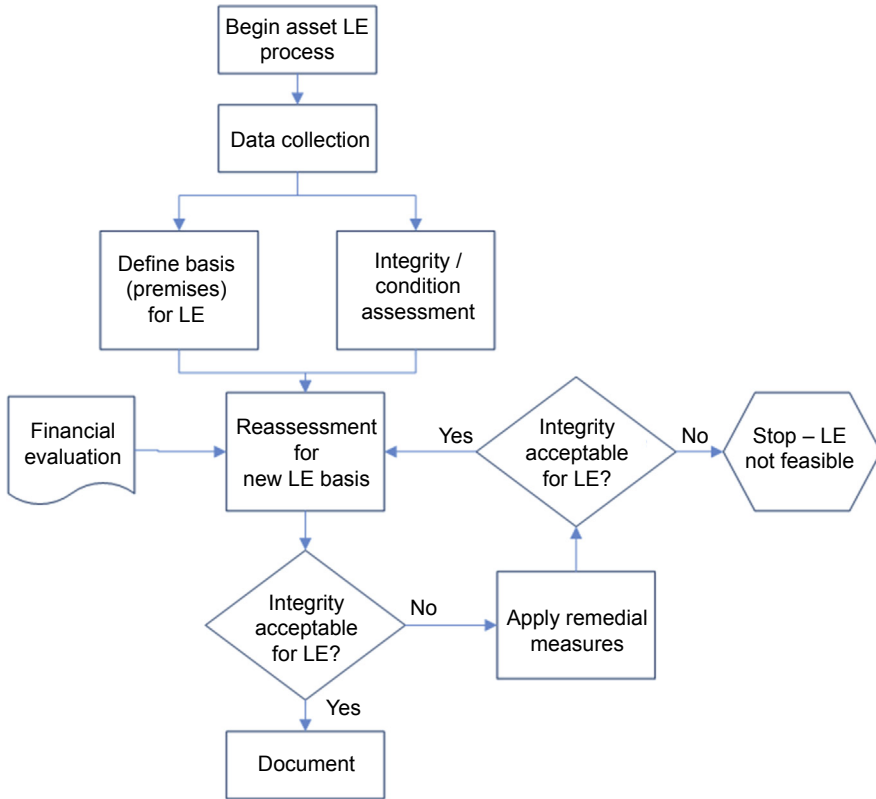 Begin asset LE
process
Data collection
Define basis
(premises)
for LE
Integrity /
condition
assessment
Financial
evaluation
Reassessment
for
new LE basis
Yes
Integrity
acceptable
for LE?
No
Stop – LE
not feasible
Integrity
acceptable
for LE?
No
Apply remedial
measures
Yes
Document